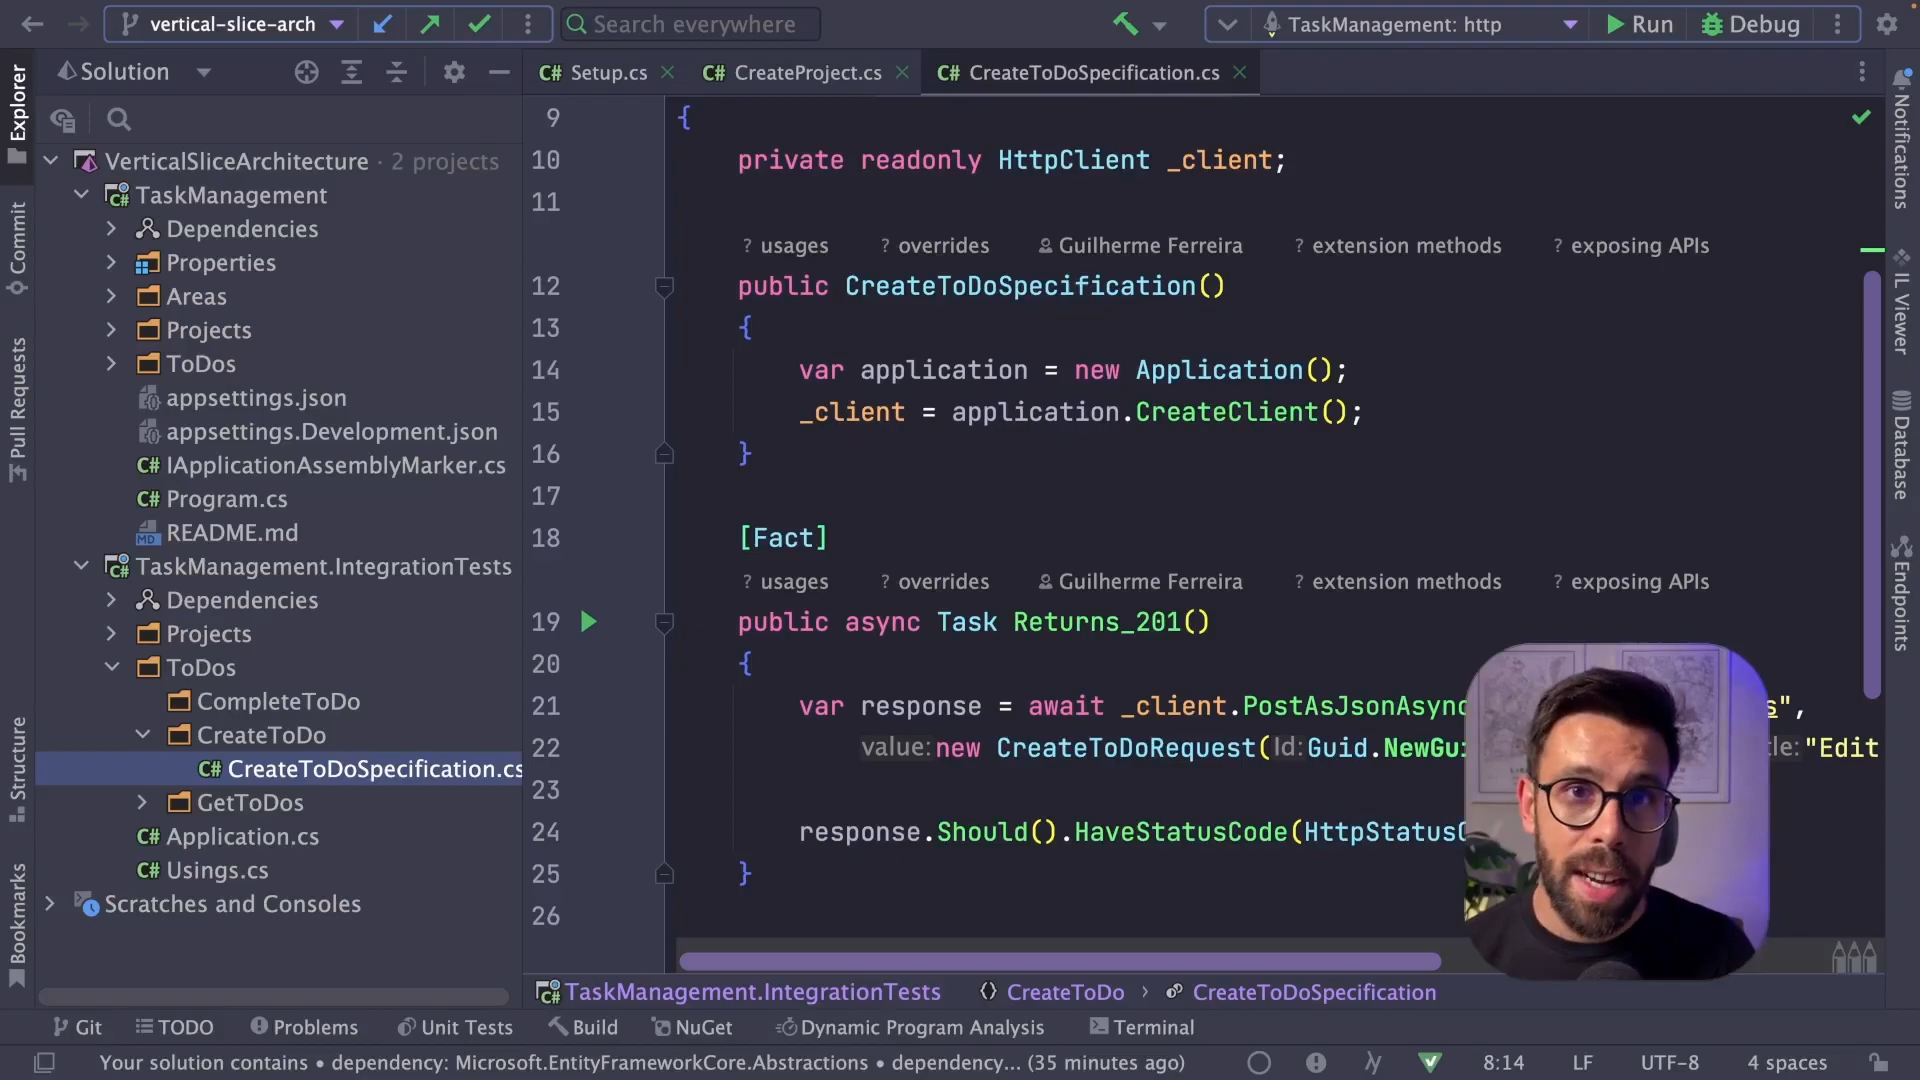 vertical-slice-arch
Search everywhere
TaskManagement: http
Run
Debug
Solution
Setup.cs
CreateProject.cs
CreateToDoSpecification.cs
Explorer
Commit
Pull Requests
Structure
Bookmarks
VerticalSliceArchitecture · 2 projects
TaskManagement
Dependencies
Properties
Areas
Projects
ToDos
appsettings.json
appsettings.Development.json
IApplicationAssemblyMarker.cs
Program.cs
README.md
TaskManagement.IntegrationTests
Dependencies
Projects
ToDos
CompleteToDo
CreateToDo
CreateToDoSpecification.cs
GetToDos
Application.cs
Usings.cs
Scratches and Consoles
9 {
10 private readonly HttpClient _client;
11
? usages ? overrides Guilherme Ferreira ? extension methods ? exposing APIs
12 public CreateToDoSpecification()
13 {
14 var application = new Application();
15 _client = application.CreateClient();
16 }
17
18 [Fact]
? usages ? overrides Guilherme Ferreira ? extension methods ? exposing APIs
19 public async Task Returns_201()
20 {
21 var response = await _client.PostAsJsonAsync s",
22 value: new CreateToDoRequest( Id: Guid.NewGu tle: "Edit
23
24 response.Should().HaveStatusCode(HttpStatusC
25 }
26
Notifications
IL Viewer
Database
Endpoints
TaskManagement.IntegrationTests CreateToDo › CreateToDoSpecification
Git TODO Problems Unit Tests Build NuGet Dynamic Program Analysis Terminal
Your solution contains • dependency: Microsoft.EntityFrameworkCore.Abstractions • dependency... (35 minutes ago) 8:14 LF UTF-8 4 spaces